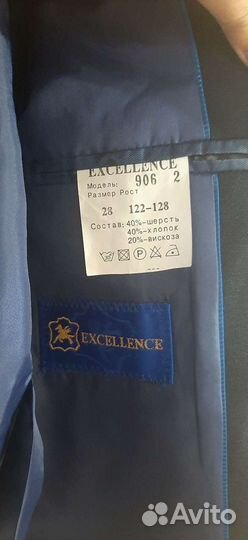 EXCELLENCE
Модель: 906 2
Размер Рост
28 122-128
Состав: 40%-шерсть
40%-хлопок
20%-вискоза
P A
EXCELLENCE
Avito